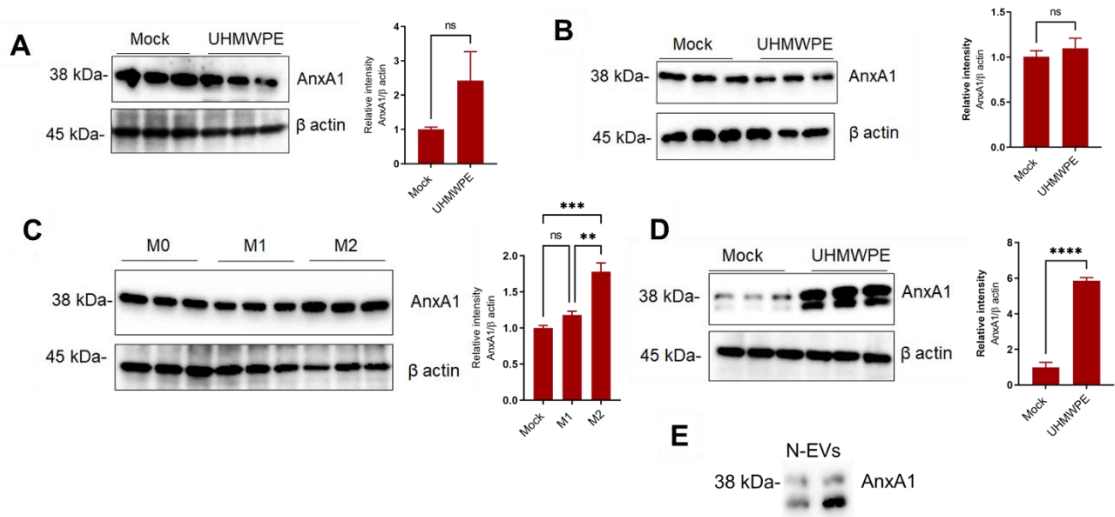 A
Mock UHMWPE
38 kDa- AnxA1
45 kDa- β actin
Relative intensity
AnxA1/β actin
4
3
2
1
0
ns
Mock
UHMWPE
B
Mock UHMWPE
38 kDa- AnxA1
45 kDa- β actin
Relative intensity
AnxA1/β actin
1.5
1.0
0.5
0.0
ns
Mock
UHMWPE
C
M0 M1 M2
38 kDa- AnxA1
45 kDa- β actin
Relative intensity
AnxA1/β actin
2.0
1.5
1.0
0.5
0.0
***
ns **
Mock
M1
M2
D
Mock UHMWPE
38 kDa- AnxA1
45 kDa- β actin
Relative intensity
AnxA1/β actin
8
6
4
2
0
****
Mock
UHMWPE
E
N-EVs
38 kDa- AnxA1